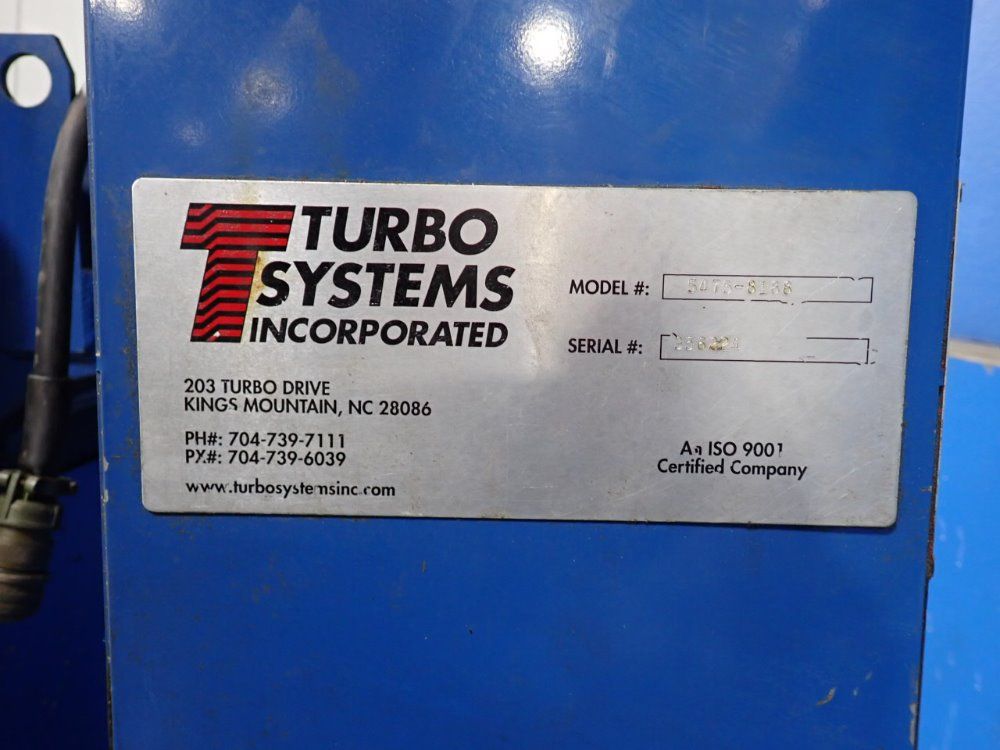 TURBO
SYSTEMS
INCORPORATED
203 TURBO DRIVE
KINGS MOUNTAIN, NC 28086
PH#: 704-739-7111
PX#: 704-739-6039
www.turbosystemsinc.com
MODEL #:
SERIAL #:
An ISO 9001
Certified Company